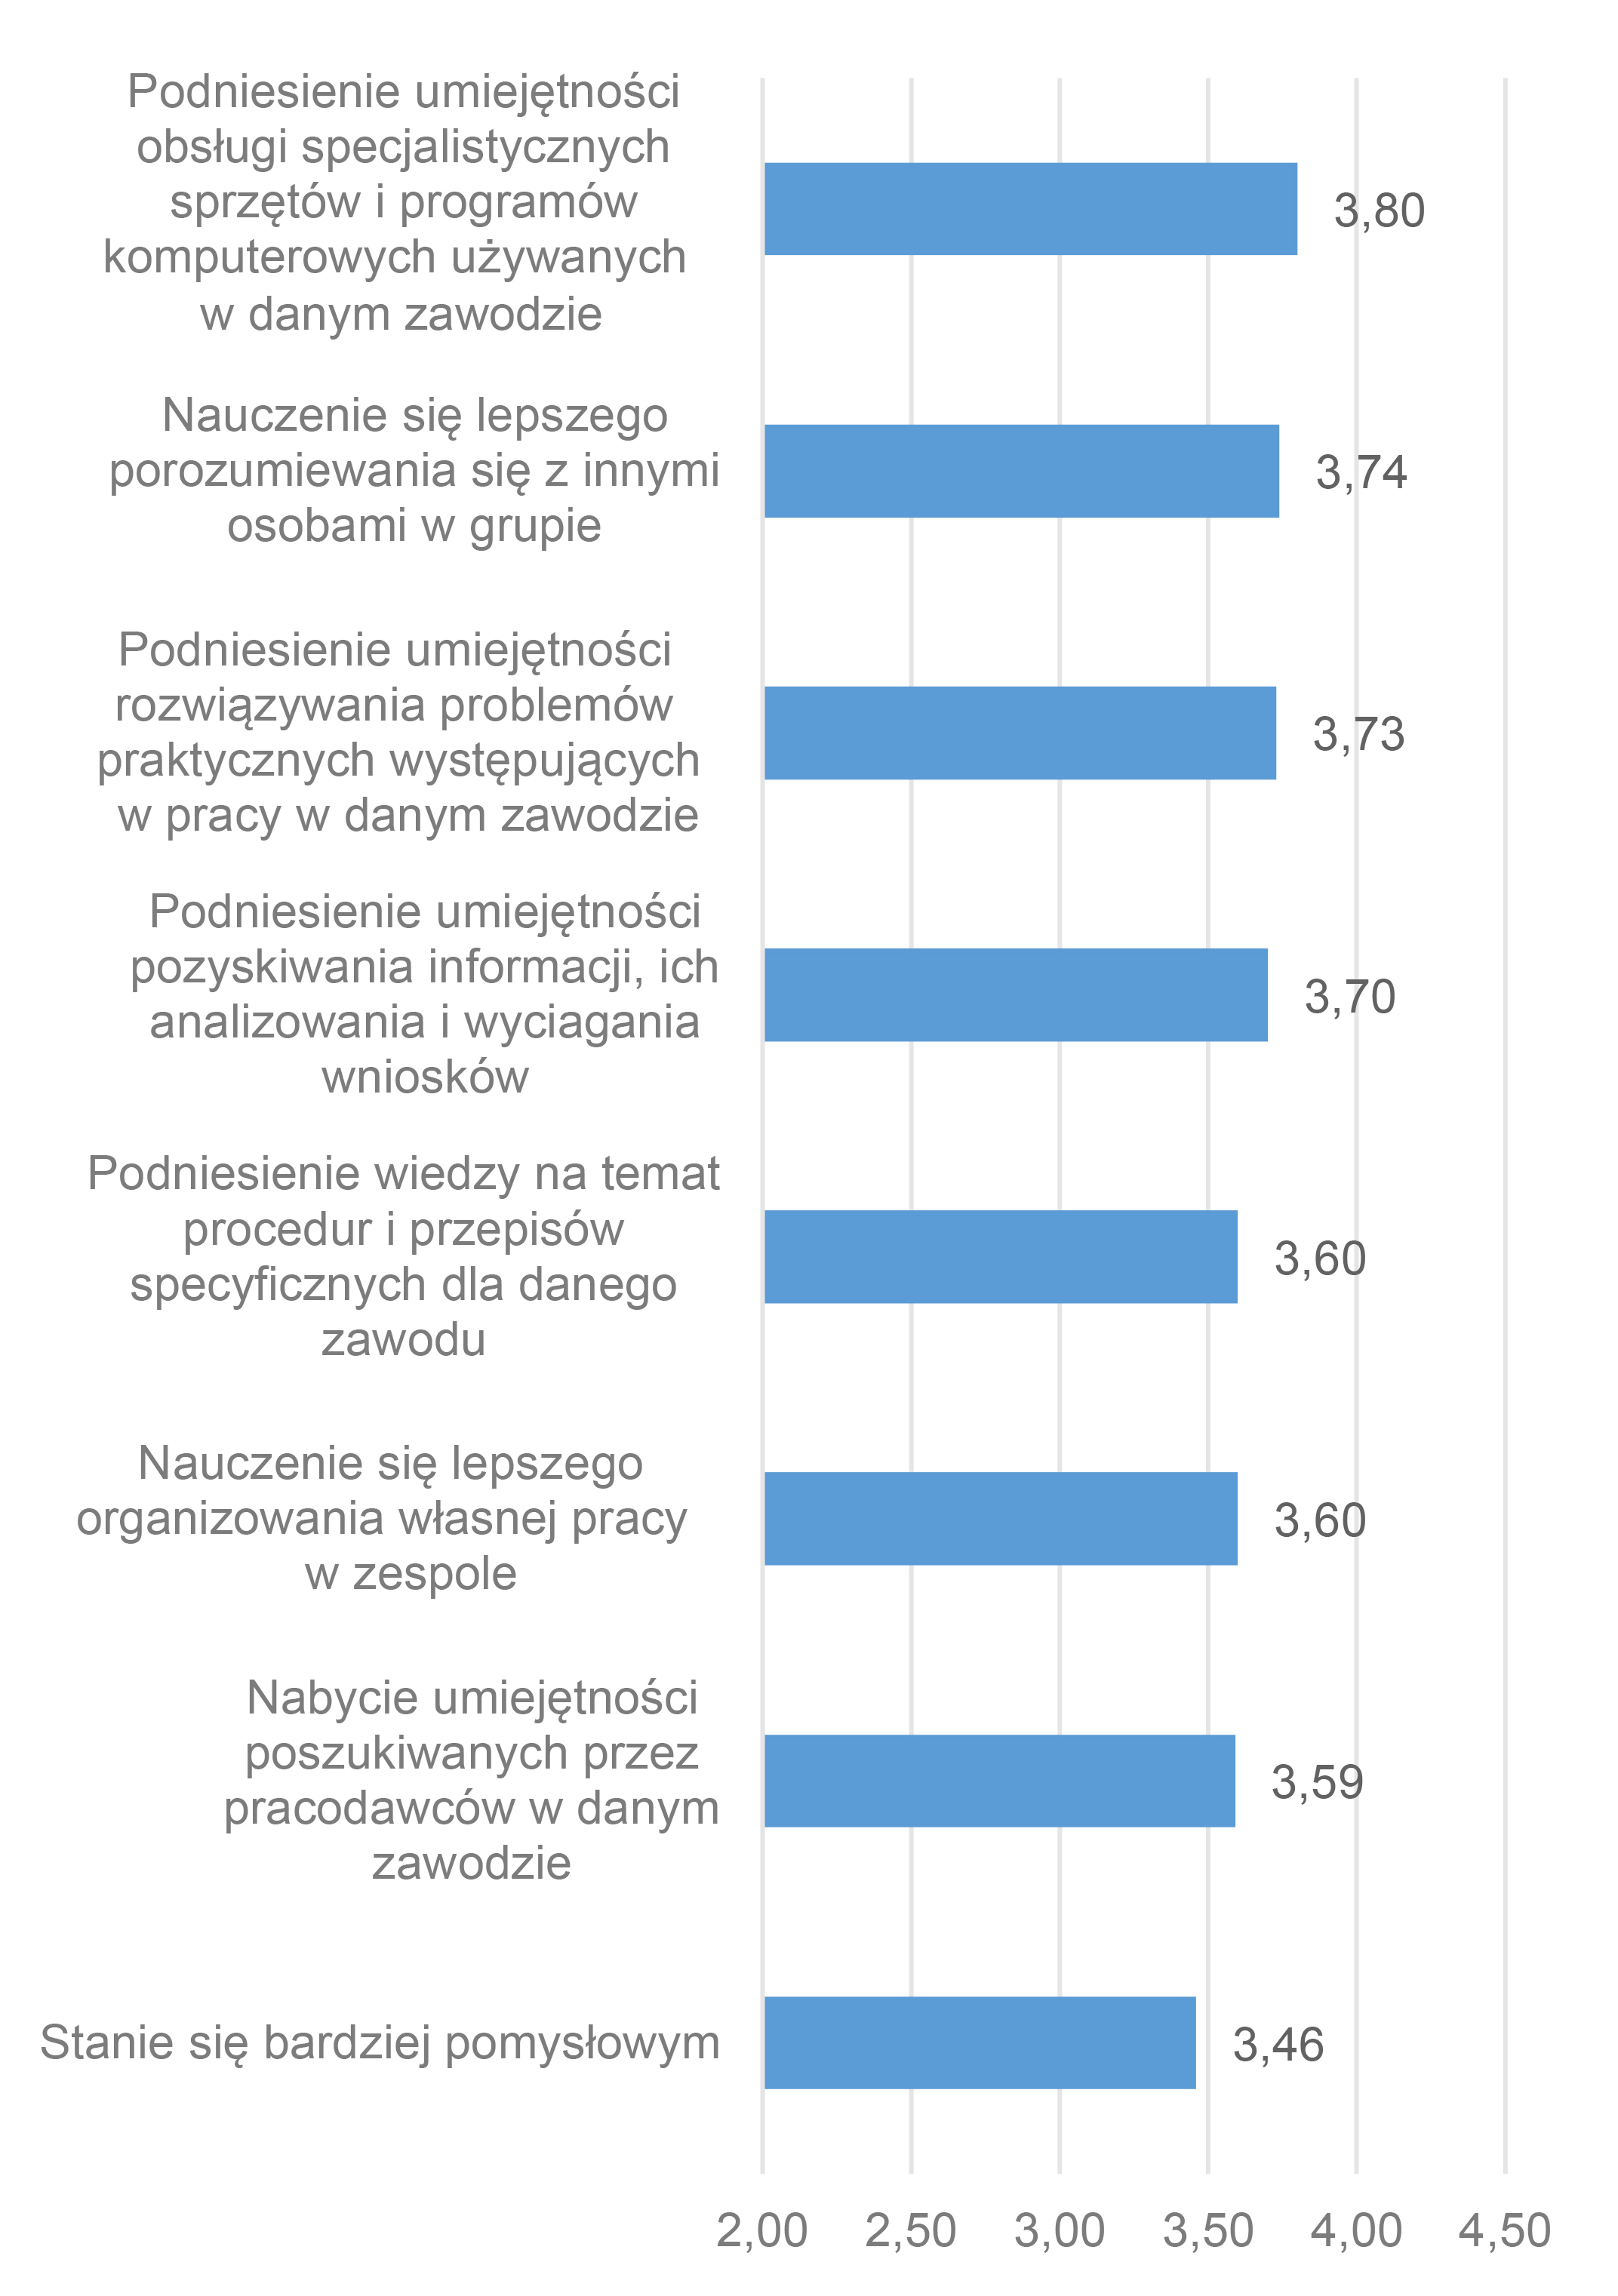 Podniesienie umiejętności
obsługi specjalistycznych
sprzętów i programów
komputerowych używanych
w danym zawodzie
3,80
Nauczenie się lepszego
porozumiewania się z innymi
osobami w grupie
3,74
Podniesienie umiejętności
rozwiązywania problemów
praktycznych występujących
w pracy w danym zawodzie
3,73
Podniesienie umiejętności
pozyskiwania informacji, ich
analizowania i wyciagania
wniosków
3,70
Podniesienie wiedzy na temat
procedur i przepisów
specyficznych dla danego
zawodu
3,60
Nauczenie się lepszego
organizowania własnej pracy
w zespole
3,60
Nabycie umiejętności
poszukiwanych przez
pracodawców w danym
zawodzie
3,59
Stanie się bardziej pomysłowym
3,46
2,00 2,50 3,00 3,50 4,00 4,50